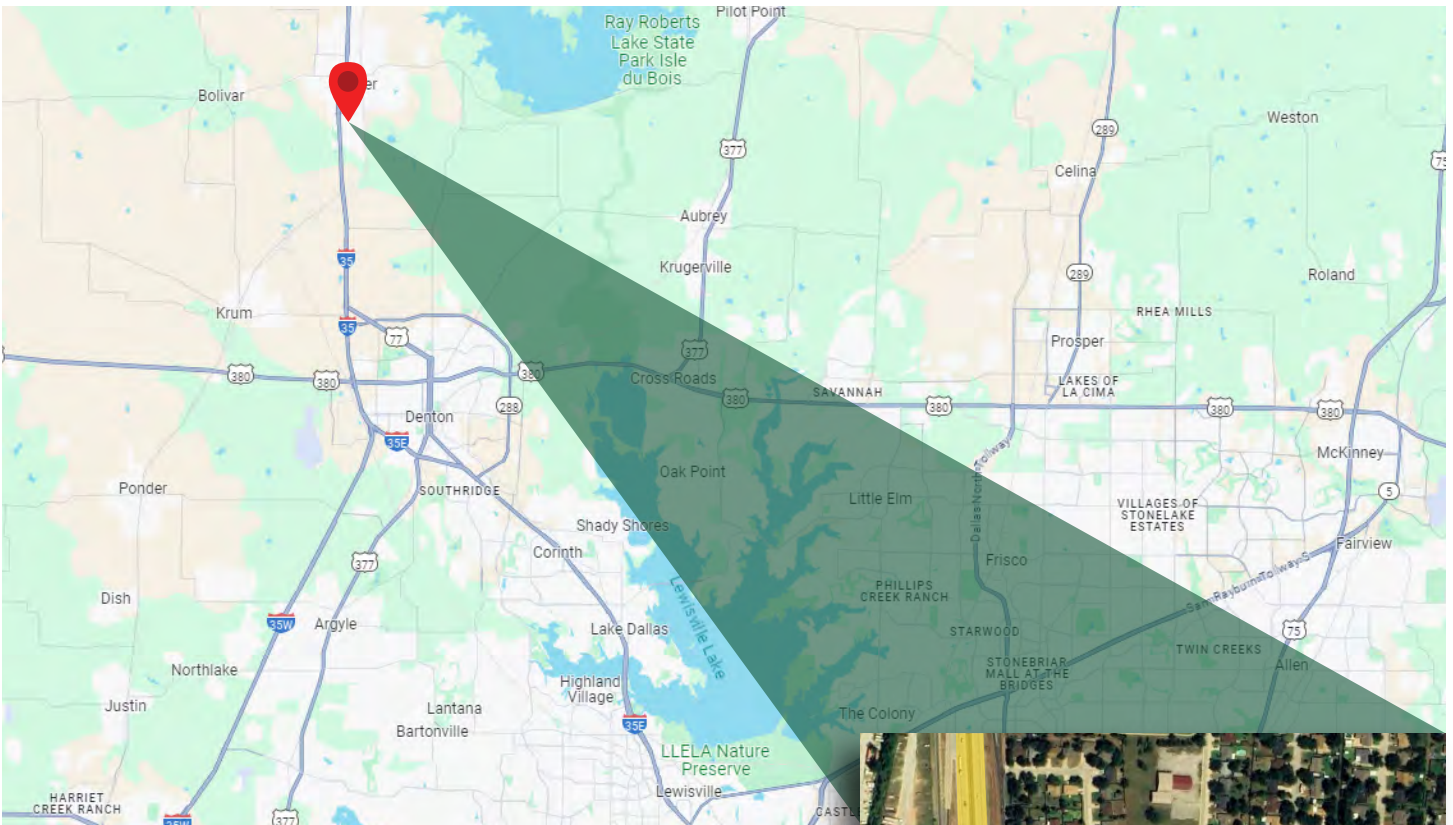 Pilot Point
Ray Roberts
Lake State
Park Isle
du Bois
er
Bolivar
Weston
289
377
75
Celina
Aubrey
Krugerville
35
289
Roland
Krum
RHEA MILLS
35
77
Prosper
377
380
380
380
Cross Roads
LAKES OF
LA CIMA
SAVANNAH
380
380
380
380
288
Denton
35E
McKinney
Dallas North Tollway
Oak Point
Ponder
SOUTHRIDGE
Little Elm
5
VILLAGES OF
STONELAKE
ESTATES
Shady Shores
Corinth
Fairview
Frisco
377
PHILLIPS
CREEK RANCH
Sam Rayburn Tollway S
Dish
35W
Argyle
Lewisville Lake
Lake Dallas
STARWOOD
75
TWIN CREEKS
Northlake
STONEBRIAR
MALL AT THE
BRIDGES
Allen
Highland
Village
Justin
Lantana
Bartonville
35E
The Colony
LLELA Nature
Preserve
Lewisville
HARRIET
CREEK RANCH
35W
377
CASTL